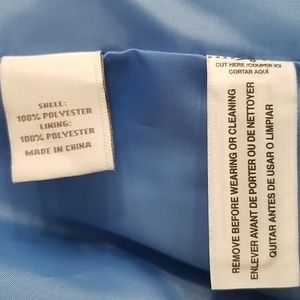 SHELL:
100% POLYESTER
LINING:
100% POLYESTER
MADE IN CHINA
CUT HERE /COUPER ICI
CORTAR AQUÍ
REMOVE BEFORE WEARING OR CLEANING
ENLEVER AVANT DE PORTER OU DE NETTOYER
QUITAR ANTES DE USAR O LIMPIAR